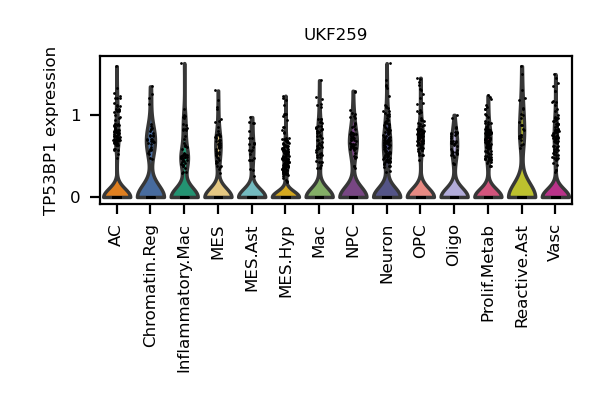 UKF259
TP53BP1 expression
1
0
AC
Chromatin.Reg
Inflammatory.Mac
MES
MES.Ast
MES.Hyp
Mac
NPC
Neuron
OPC
Oligo
Prolif.Metab
Reactive.Ast
Vasc